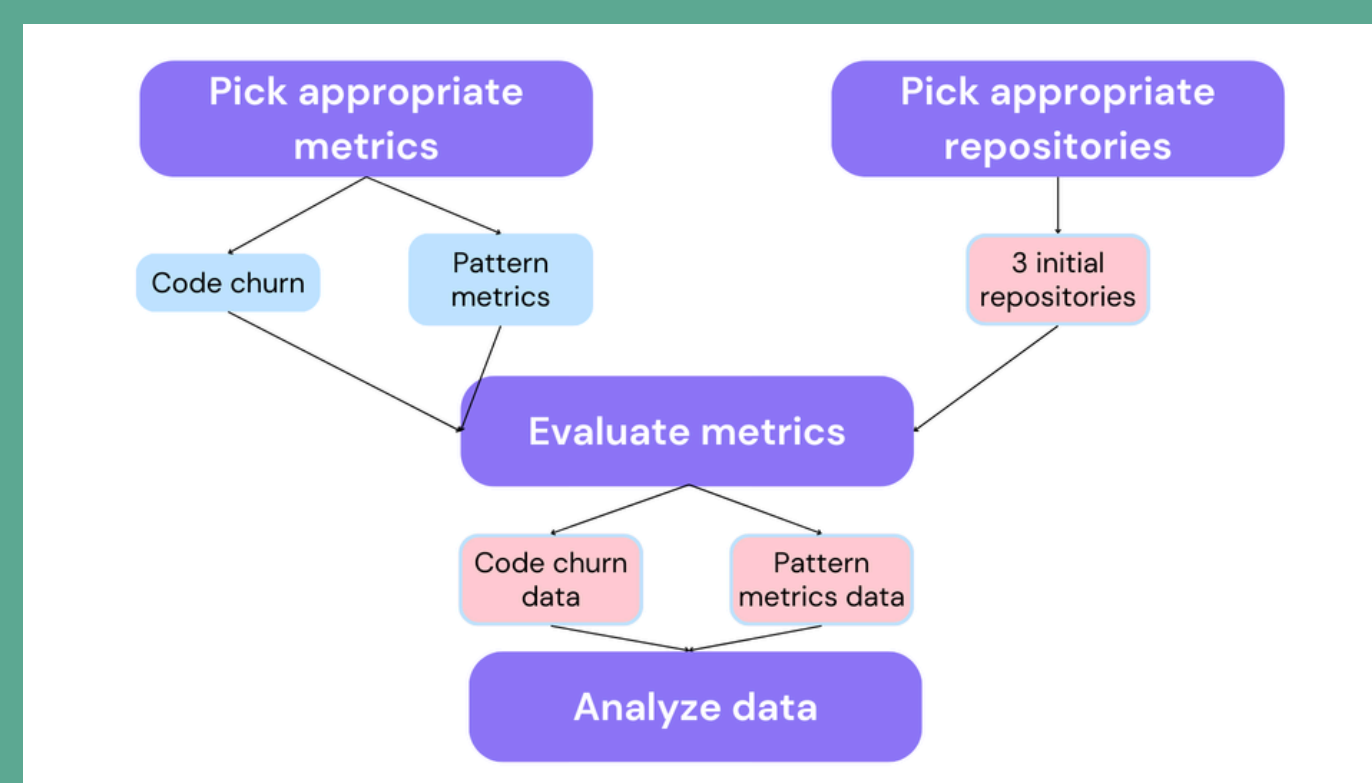 Pick appropriate
metrics
Pick appropriate
repositories
Code churn
Pattern
metrics
3 initial
repositories
Evaluate metrics
Code churn
data
Pattern
metrics data
Analyze data